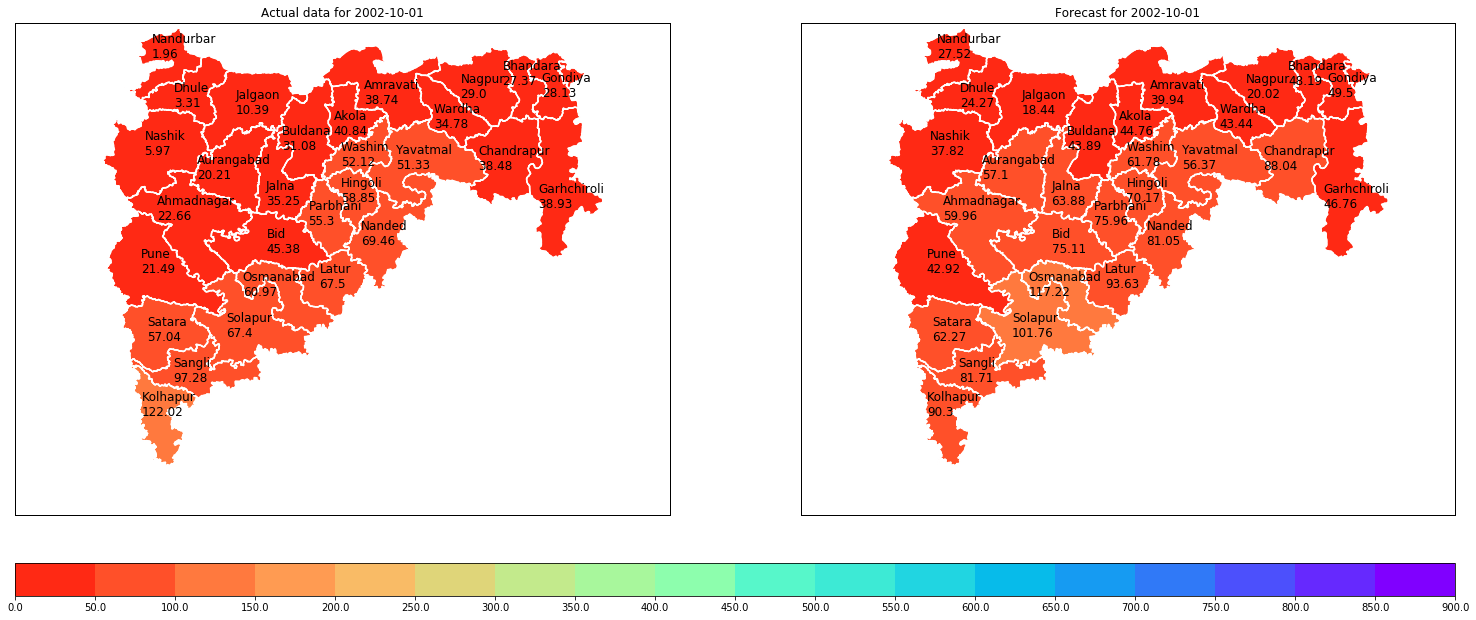 Actual data for 2002-10-01
Nandurbar
1.96
Dhule
3.31
Jalgaon
10.39
Nashik
5.97
Aurangabad
20.21
Buldana
31.08
Akola
40.84
Amravati
38.74
Nagpur
29.0
Bhandara
27.37
Gondiya
28.13
Wardha
34.78
Washim
52.12
Yavatmal
51.33
Chandrapur
38.48
Garhchiroli
38.93
Jalna
35.25
Hingoli
58.85
Parbhani
55.3
Ahmadnagar
22.66
Bid
45.38
Nanded
69.46
Pune
21.49
Latur
67.5
Osmanabad
60.97
Solapur
67.4
Satara
57.04
Sangli
97.28
Kolhapur
122.02
Forecast for 2002-10-01
Nandurbar
27.52
Dhule
24.27
Jalgaon
18.44
Nashik
37.82
Aurangabad
57.1
Buldana
43.89
Akola
44.76
Amravati
39.94
Nagpur
20.02
Bhandara
48.19
Gondiya
49.5
Wardha
43.44
Washim
61.78
Yavatmal
56.37
Chandrapur
88.04
Garhchiroli
46.76
Jalna
63.88
Hingoli
70.17
Parbhani
75.96
Ahmadnagar
59.96
Bid
75.11
Nanded
81.05
Pune
42.92
Latur
93.63
Osmanabad
117.22
Solapur
101.76
Satara
62.27
Sangli
81.71
Kolhapur
90.3
0.0 50.0 100.0 150.0 200.0 250.0 300.0 350.0 400.0 450.0 500.0 550.0 600.0 650.0 700.0 750.0 800.0 850.0 900.0